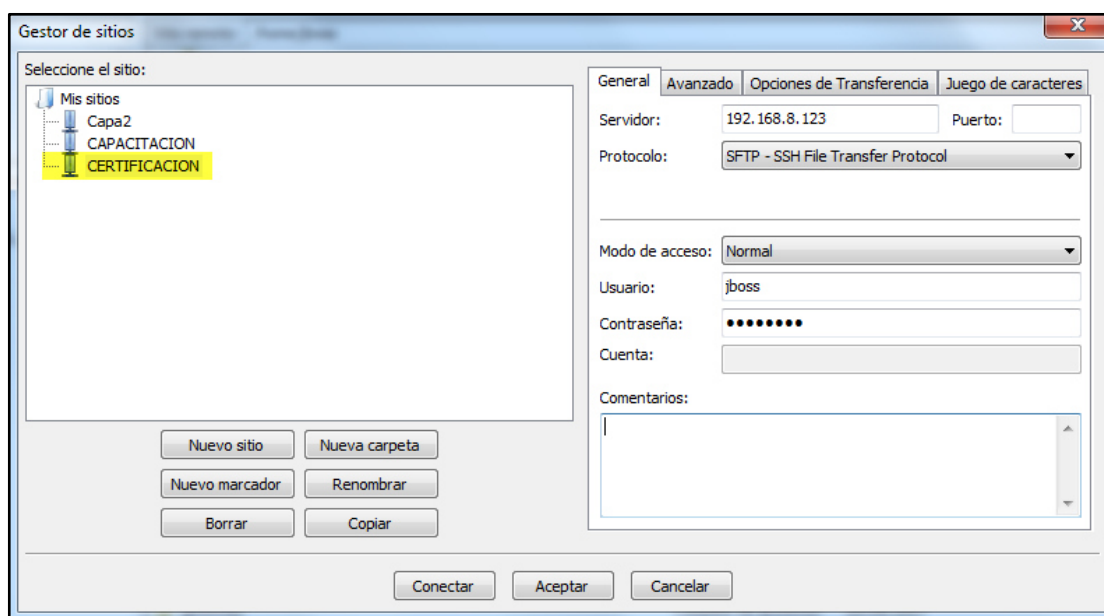 Gestor de sitios
Seleccione el sitio:
Mis sitios
Capa2
CAPACITACION
CERTIFICACION
Nuevo sitio Nueva carpeta
Nuevo marcador Renombrar
Borrar Copiar
General Avanzado Opciones de Transferencia Juego de caracteres
Servidor: 192.168.8.123 Puerto:
Protocolo: SFTP - SSH File Transfer Protocol
Modo de acceso: Normal
Usuario: jboss
Contraseña: ●●●●●●●●
Cuenta:
Comentarios:
Conectar Aceptar Cancelar